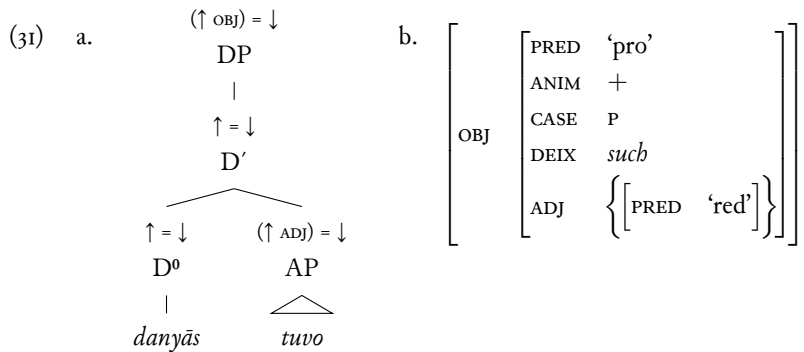 (31) a. (↑ OBJ) = ↓
DP
↑ = ↓
D′
↑ = ↓ (↑ ADJ) = ↓
D⁰ AP
danyās tuvo
b. [OBJ [PRED ‘pro’
ANIM +
CASE P
DEIX such
ADJ {[PRED ‘red’]}]]